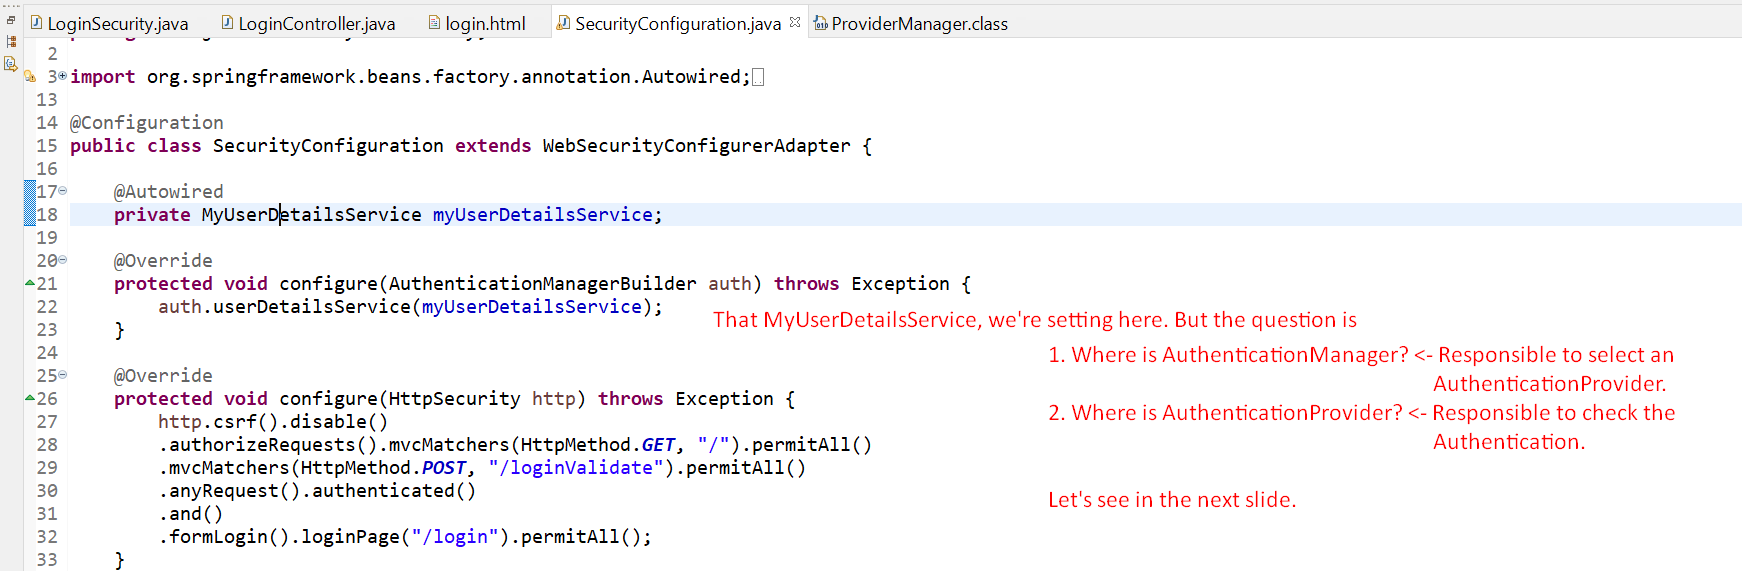 LoginSecurity.java LoginController.java login.html SecurityConfiguration.java ProviderManager.class
2
3 import org.springframework.beans.factory.annotation.Autowired;
13
14 @Configuration
15 public class SecurityConfiguration extends WebSecurityConfigurerAdapter {
16
17 @Autowired
18 private MyUserDetailsService myUserDetailsService;
19
20 @Override
21 protected void configure(AuthenticationManagerBuilder auth) throws Exception {
22 auth.userDetailsService(myUserDetailsService);
23 }
That MyUserDetailsService, we're setting here. But the question is
24
1. Where is AuthenticationManager? <- Responsible to select an
AuthenticationProvider.
25 @Override
26 protected void configure(HttpSecurity http) throws Exception {
2. Where is AuthenticationProvider? <- Responsible to check the
Authentication.
27 http.csrf().disable()
28 .authorizeRequests().mvcMatchers(HttpMethod.GET, "/").permitAll()
29 .mvcMatchers(HttpMethod.POST, "/loginValidate").permitAll()
30 .anyRequest().authenticated()
Let's see in the next slide.
31 .and()
32 .formLogin().loginPage("/login").permitAll();
33 }